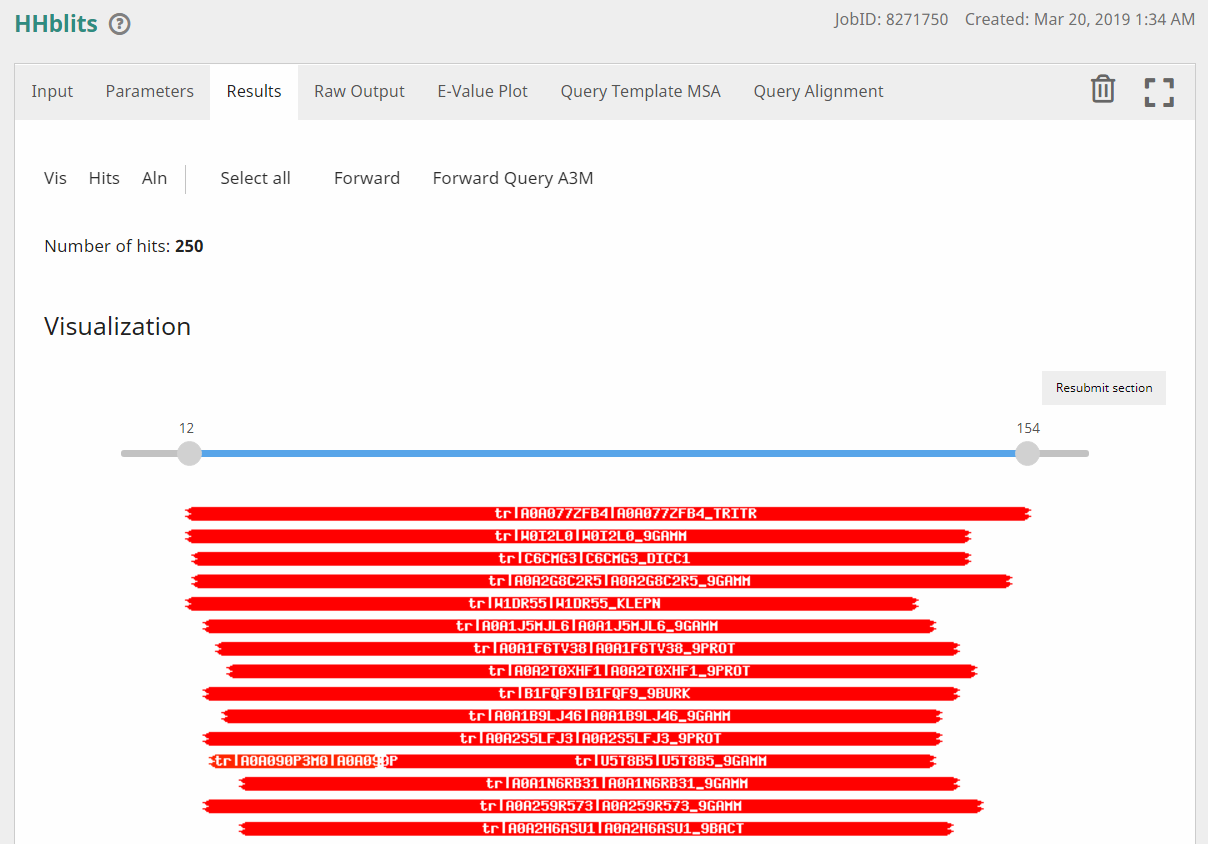 HHblits ?
JobID: 8271750 Created: Mar 20, 2019 1:34 AM
Input Parameters Results Raw Output E-Value Plot Query Template MSA Query Alignment
Vis Hits Aln Select all Forward Forward Query A3M
Number of hits: 250
Visualization
Resubmit section
12 154
tr|A0A077ZFB4|A0A077ZFB4_TRITR
tr|W0I2L0|W0I2L0_9GAMM
tr|C6CMG3|C6CMG3_DICC1
tr|A0A2G8C2R5|A0A2G8C2R5_9GAMM
tr|W1DR55|W1DR55_KLEPN
tr|A0A1J5MJL6|A0A1J5MJL6_9GAMM
tr|A0A1F6TV38|A0A1F6TV38_9PROT
tr|A0A2T0XHF1|A0A2T0XHF1_9PROT
tr|B1FQF9|B1FQF9_9BURK
tr|A0A1B9LJ46|A0A1B9LJ46_9GAMM
tr|A0A2S5LFJ3|A0A2S5LFJ3_9PROT
tr|A0A090P3M0|A0A090P tr|U5T8B5|U5T8B5_9GAMM
tr|A0A1N6RB31|A0A1N6RB31_9GAMM
tr|A0A259R573|A0A259R573_9GAMM
tr|A0A2H6ASU1|A0A2H6ASU1_9BACT